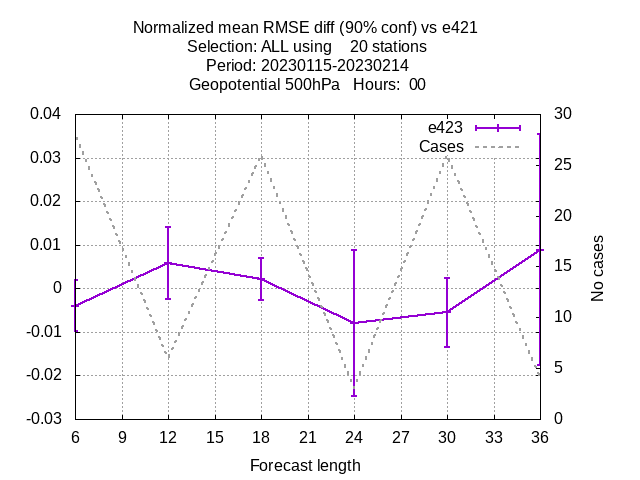 Normalized mean RMSE diff (90% conf) vs e421
Selection: ALL using    20 stations
Period: 20230115-20230214
Geopotential 500hPa   Hours:  00
e423
Cases
0.04
0.03
0.02
0.01
0
-0.01
-0.02
-0.03
30
25
20
15
10
5
0
No cases
6 9 12 15 18 21 24 27 30 33 36
Forecast length